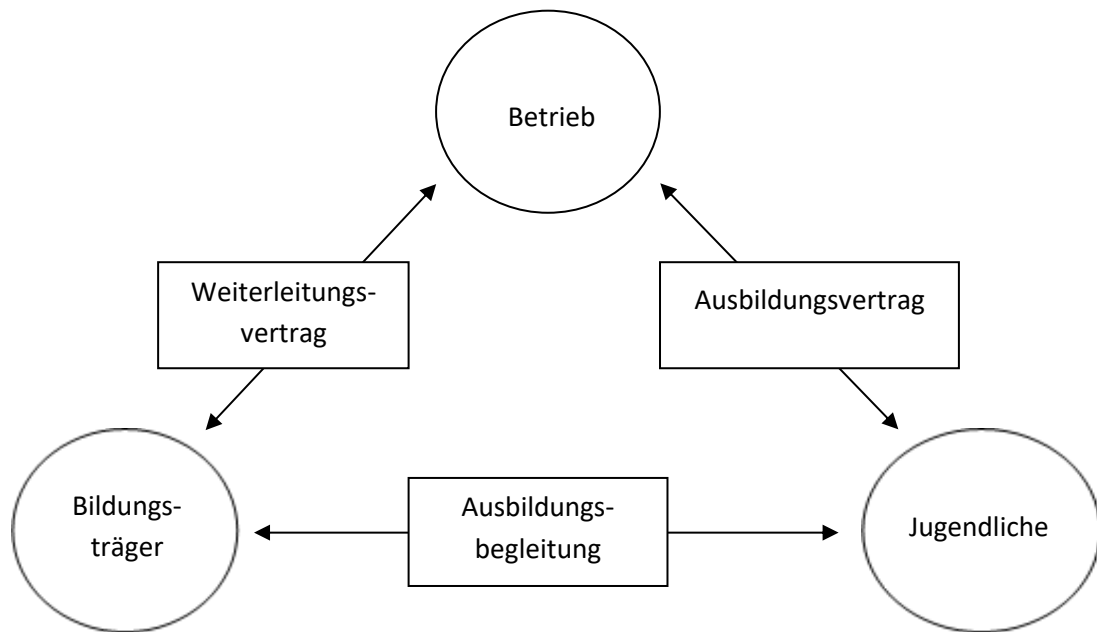 Betrieb
Weiterleitungs-
vertrag
Ausbildungsvertrag
Bildungs-
träger
Ausbildungs-
begleitung
Jugendliche